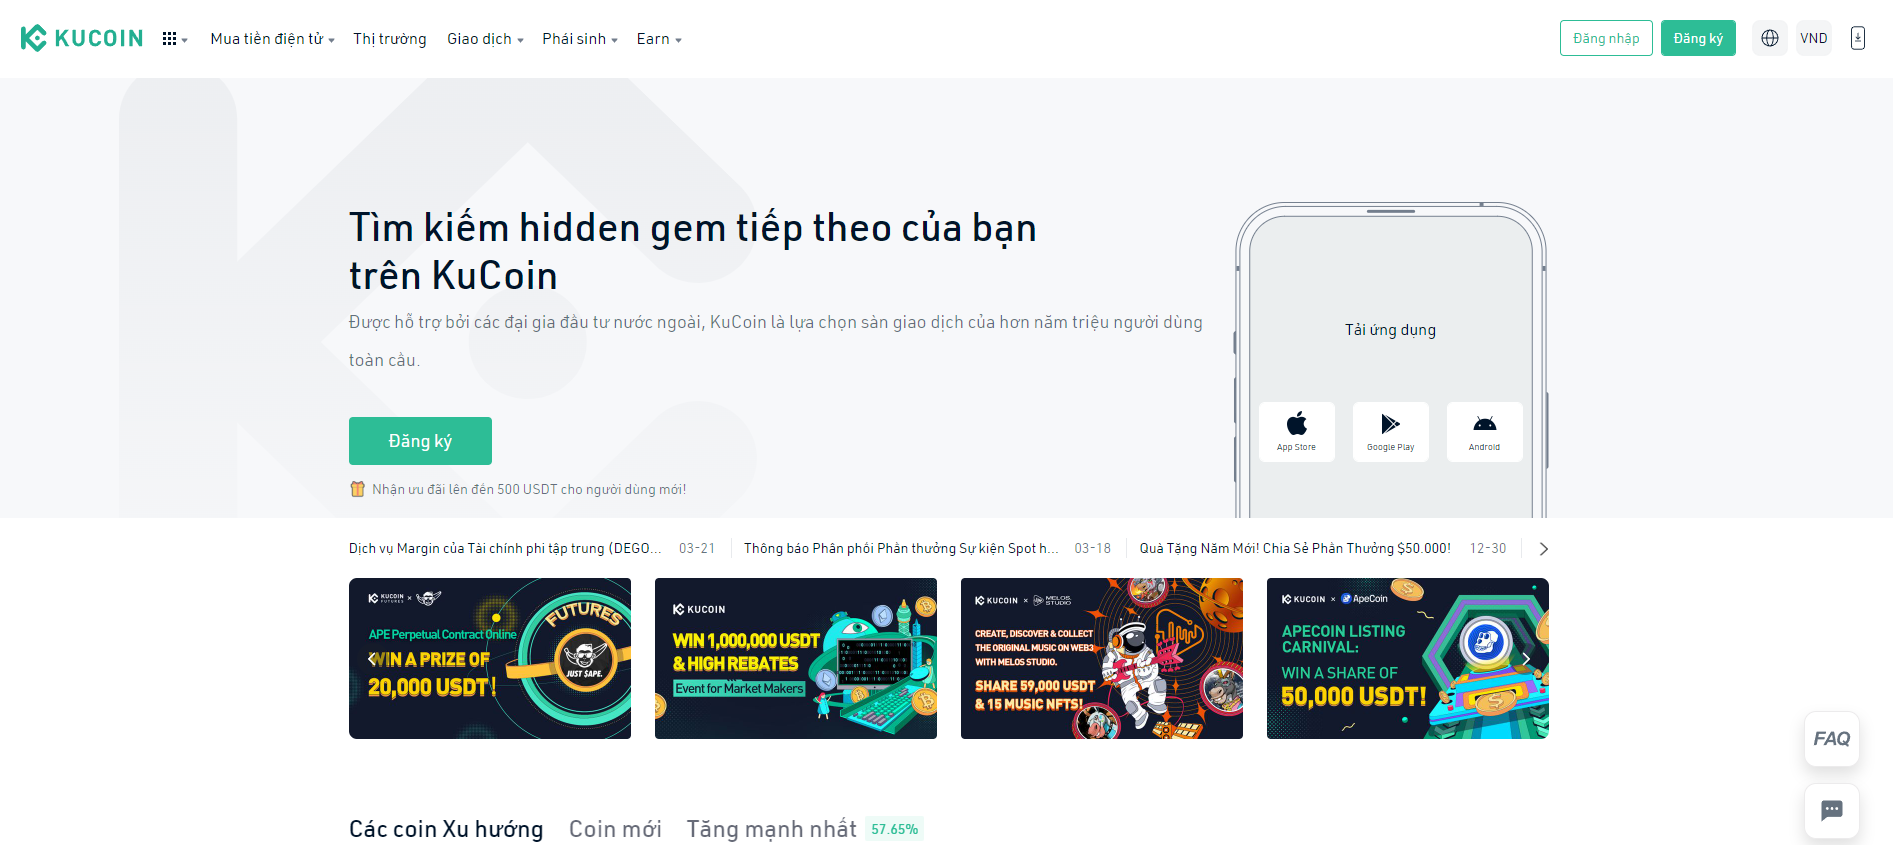 KUCOIN
Mua tiền điện tử
Thị trường
Giao dịch
Phái sinh
Earn
Đăng nhập
Đăng ký
VND
Tìm kiếm hidden gem tiếp theo của bạn
trên KuCoin
Được hỗ trợ bởi các đại gia đầu tư nước ngoài, KuCoin là lựa chọn sàn giao dịch của hơn năm triệu người dùng
toàn cầu.
Đăng ký
Nhận ưu đãi lên đến 500 USDT cho người dùng mới!
Tải ứng dụng
App Store
Google Play
Android
Dịch vụ Margin của Tài chính phi tập trung (DEGO... 03-21
Thông báo Phân phối Phần thưởng Sự kiện Spot h... 03-18
Quà Tặng Năm Mới! Chia Sẻ Phần Thưởng $50.000! 12-30
KUCOIN FUTURES ×
APE Perpetual Contract Online
WIN A PRIZE OF
20,000 USDT!
FUTURES
JUST $APE.
KUCOIN
WIN 1,000,000 USDT
& HIGH REBATES
Event for Market Makers
KUCOIN × MELOS STUDIO
CREATE, DISCOVER & COLLECT
THE ORIGINAL MUSIC ON WEB3
WITH MELOS STUDIO.
SHARE 59,000 USDT
& 15 MUSIC NFTS!
KUCOIN × ApeCoin
APECOIN LISTING
CARNIVAL:
WIN A SHARE OF
50,000 USDT!
FAQ
Các coin Xu hướng
Coin mới
Tăng mạnh nhất
57.65%